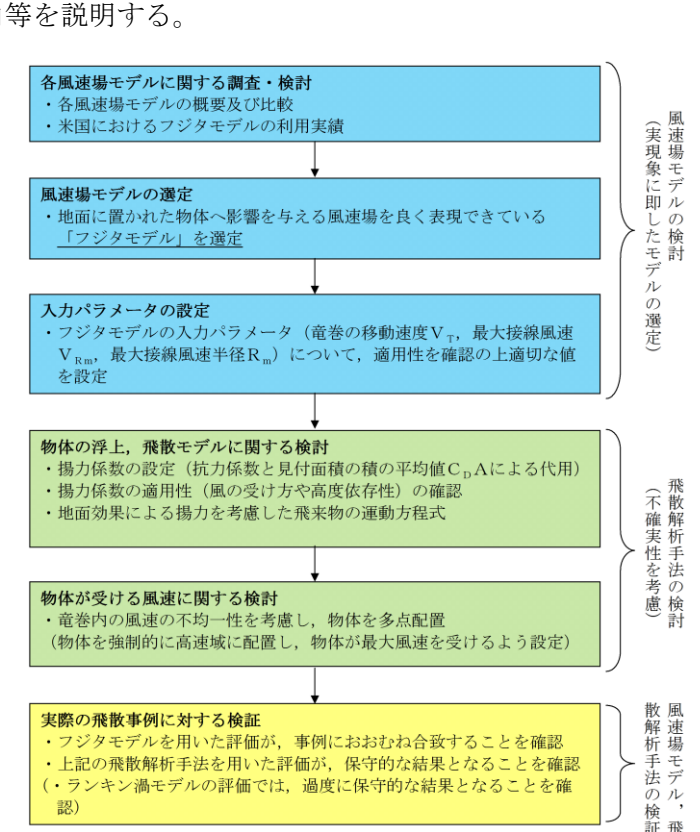 等を説明する。
各風速場モデルに関する調査・検討
・各風速場モデルの概要及び比較
・米国におけるフジタモデルの利用実績
風速場モデルの選定
・地面に置かれた物体へ影響を与える風速場を良く表現できている
「フジタモデル」を選定
入力パラメータの設定
・フジタモデルの入力パラメータ（竜巻の移動速度ＶT，最大接線風速
ＶRm，最大接線風速半径Ｒm）について，適用性を確認の上適切な値
を設定
風速場モデルの検討
（実現象に即したモデルの選定）
物体の浮上，飛散モデルに関する検討
・揚力係数の設定（抗力係数と見付面積の積の平均値ＣDＡによる代用）
・揚力係数の適用性（風の受け方や高度依存性）の確認
・地面効果による揚力を考慮した飛来物の運動方程式
物体が受ける風速に関する検討
・竜巻内の風速の不均一性を考慮し，物体を多点配置
（物体を強制的に高速域に配置し，物体が最大風速を受けるよう設定）
飛散解析手法の検討
（不確実性を考慮）
実際の飛散事例に対する検証
・フジタモデルを用いた評価が，事例におおむね合致することを確認
・上記の飛散解析手法を用いた評価が，保守的な結果となることを確認
（・ランキン渦モデルの評価では，過度に保守的な結果となることを確
認）
風速場モデル，飛
散解析手法の検証